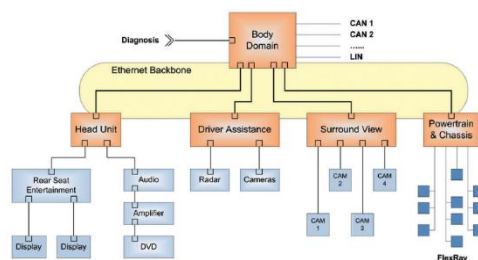 Body
Domain
CAN 1
CAN 2
......
LIN
Diagnosis
Ethernet Backbone
Head Unit
Driver Assistance
Surround View
Powertrain
& Chassis
Rear Seat
Entertainment
Audio
Radar
Cameras
CAM
2
CAM
4
Amplifier
Display
Display
DVD
CAM
1
CAM
3
FlexRay